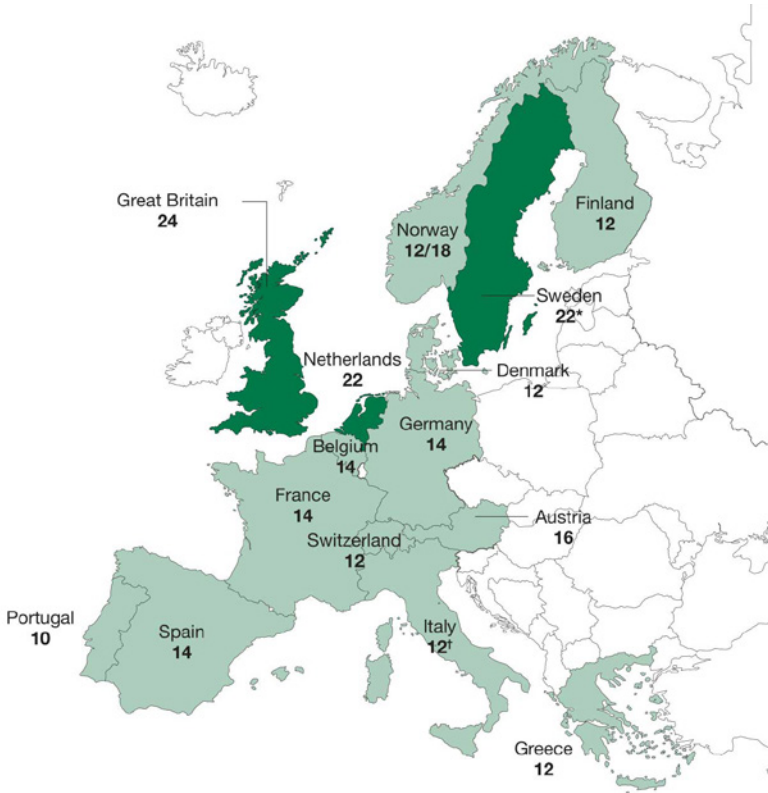 Great Britain
24
Norway
12/18
Finland
12
Sweden
22*
Netherlands
22
Denmark
12
Germany
14
Belgium
14
France
14
Austria
16
Switzerland
12
Portugal
10
Spain
14
Italy
12†
Greece
12